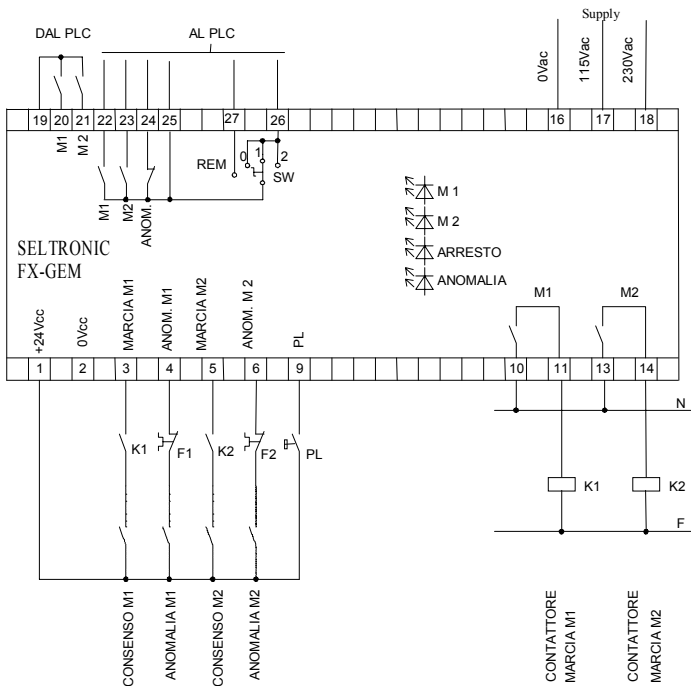 Supply
DAL PLC
AL PLC
0Vac
115Vac
230Vac
19 20 21 22 23 24 25 27 26 16 17 18
M1
M 2
REM
0
1
2
SW
M1
M2
ANOM.
M 1
M 2
ARRESTO
ANOMALIA
SELTRONIC
FX-GEM
M1
M2
+24Vcc
0Vcc
MARCIA M1
ANOM. M1
MARCIA M2
ANOM. M 2
PL
1 2 3 4 5 6 9 10 11 13 14
N
K1
F1
K2
F2
PL
K1
K2
F
CONSENSO M1
ANOMALIA M1
CONSENSO M2
ANOMALIA M2
CONTATTORE
MARCIA M1
CONTATTORE
MARCIA M2